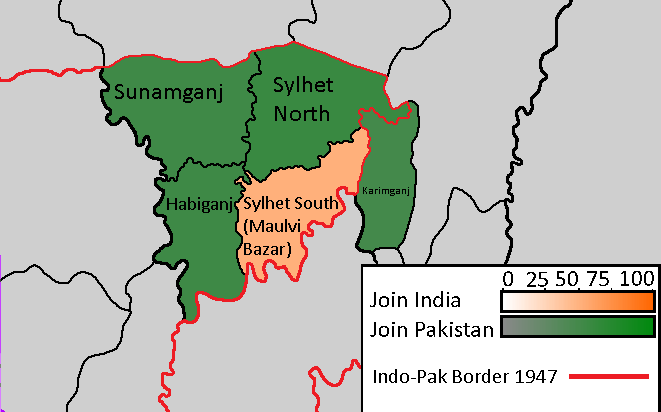 Sunamganj
Sylhet
North
Karimganj
Habiganj
Sylhet South
(Maulvi
Bazar)
0 25 50 75 100
Join India
Join Pakistan
Indo-Pak Border 1947